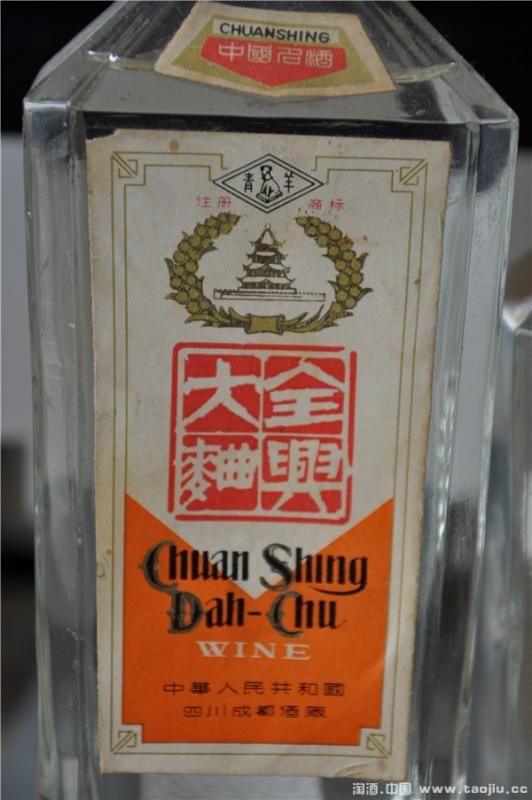 CHUANSHING
中國名酒
青羊
注册 商标
全興
大麯
Chuan Shing
Dah-Chu
WINE
中華人民共和國
四川成都酒廠
淘酒.中国 www.taojiu.cc